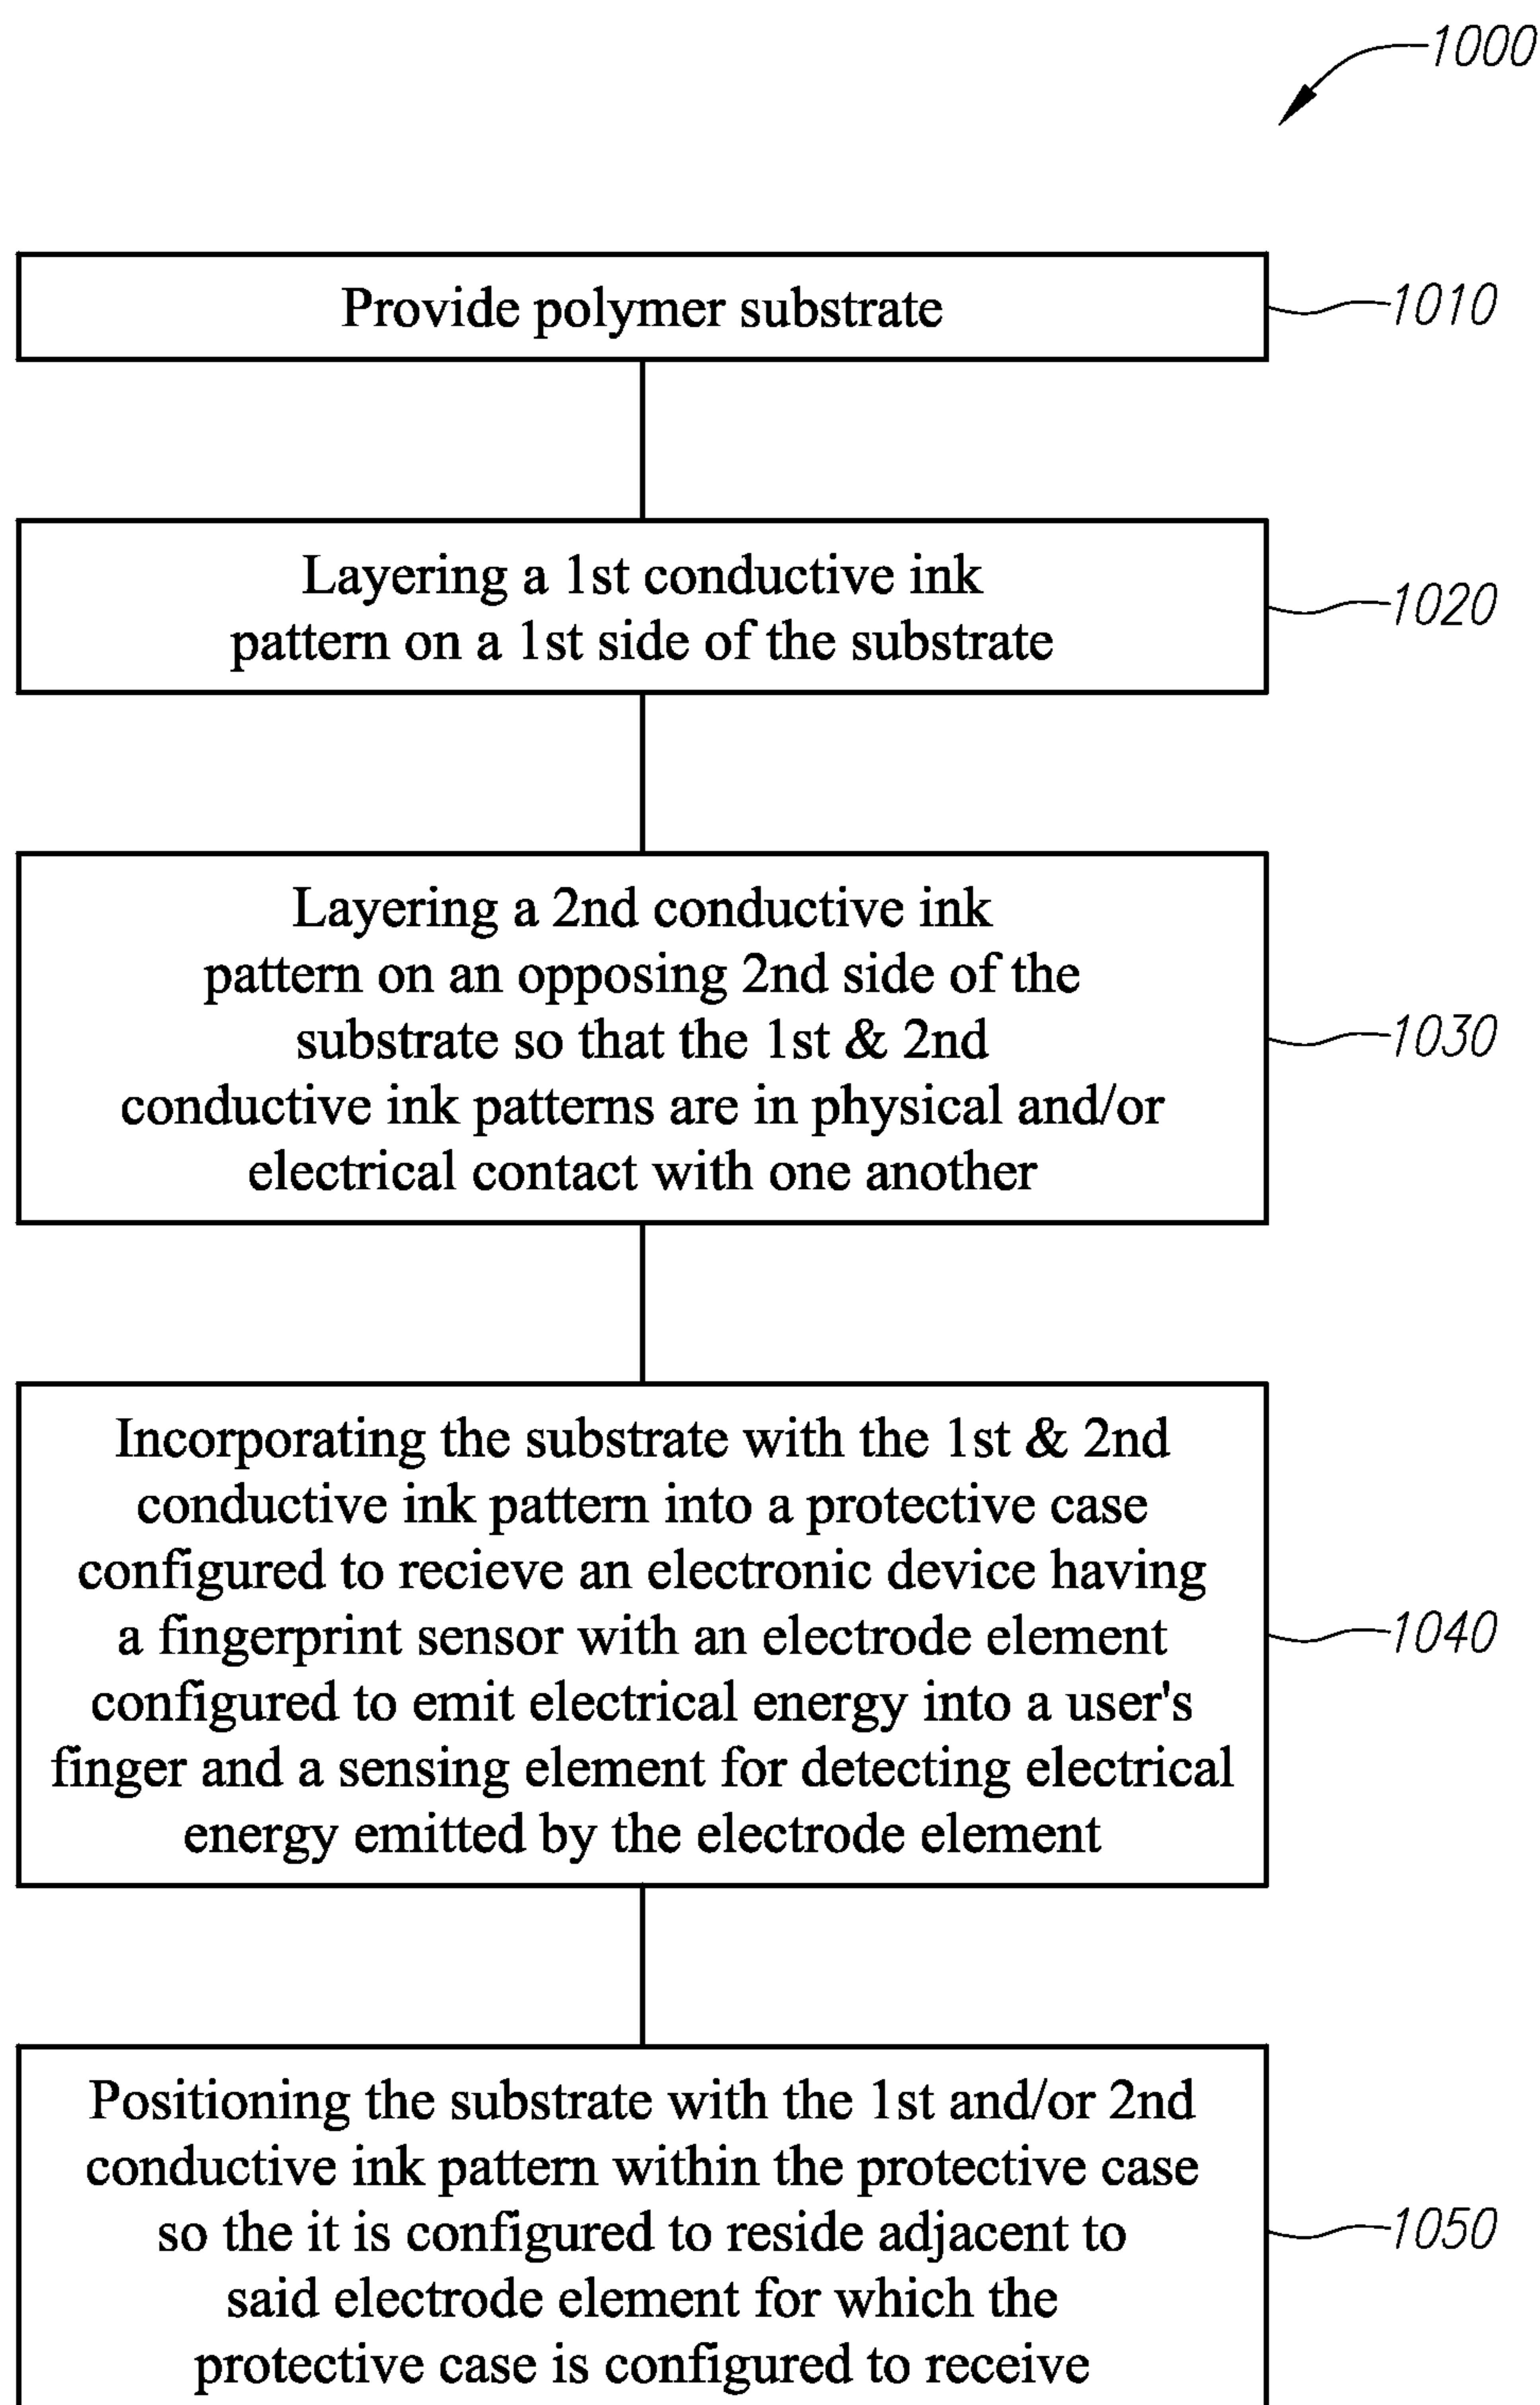 1000
Provide polymer substrate
1010
Layering a 1st conductive ink
pattern on a 1st side of the substrate
1020
Layering a 2nd conductive ink
pattern on an opposing 2nd side of the
substrate so that the 1st & 2nd
conductive ink patterns are in physical and/or
electrical contact with one another
1030
Incorporating the substrate with the 1st & 2nd
conductive ink pattern into a protective case
configured to recieve an electronic device having
a fingerprint sensor with an electrode element
configured to emit electrical energy into a user's
finger and a sensing element for detecting electrical
energy emitted by the electrode element
1040
Positioning the substrate with the 1st and/or 2nd
conductive ink pattern within the protective case
so the it is configured to reside adjacent to
said electrode element for which the
protective case is configured to receive
1050